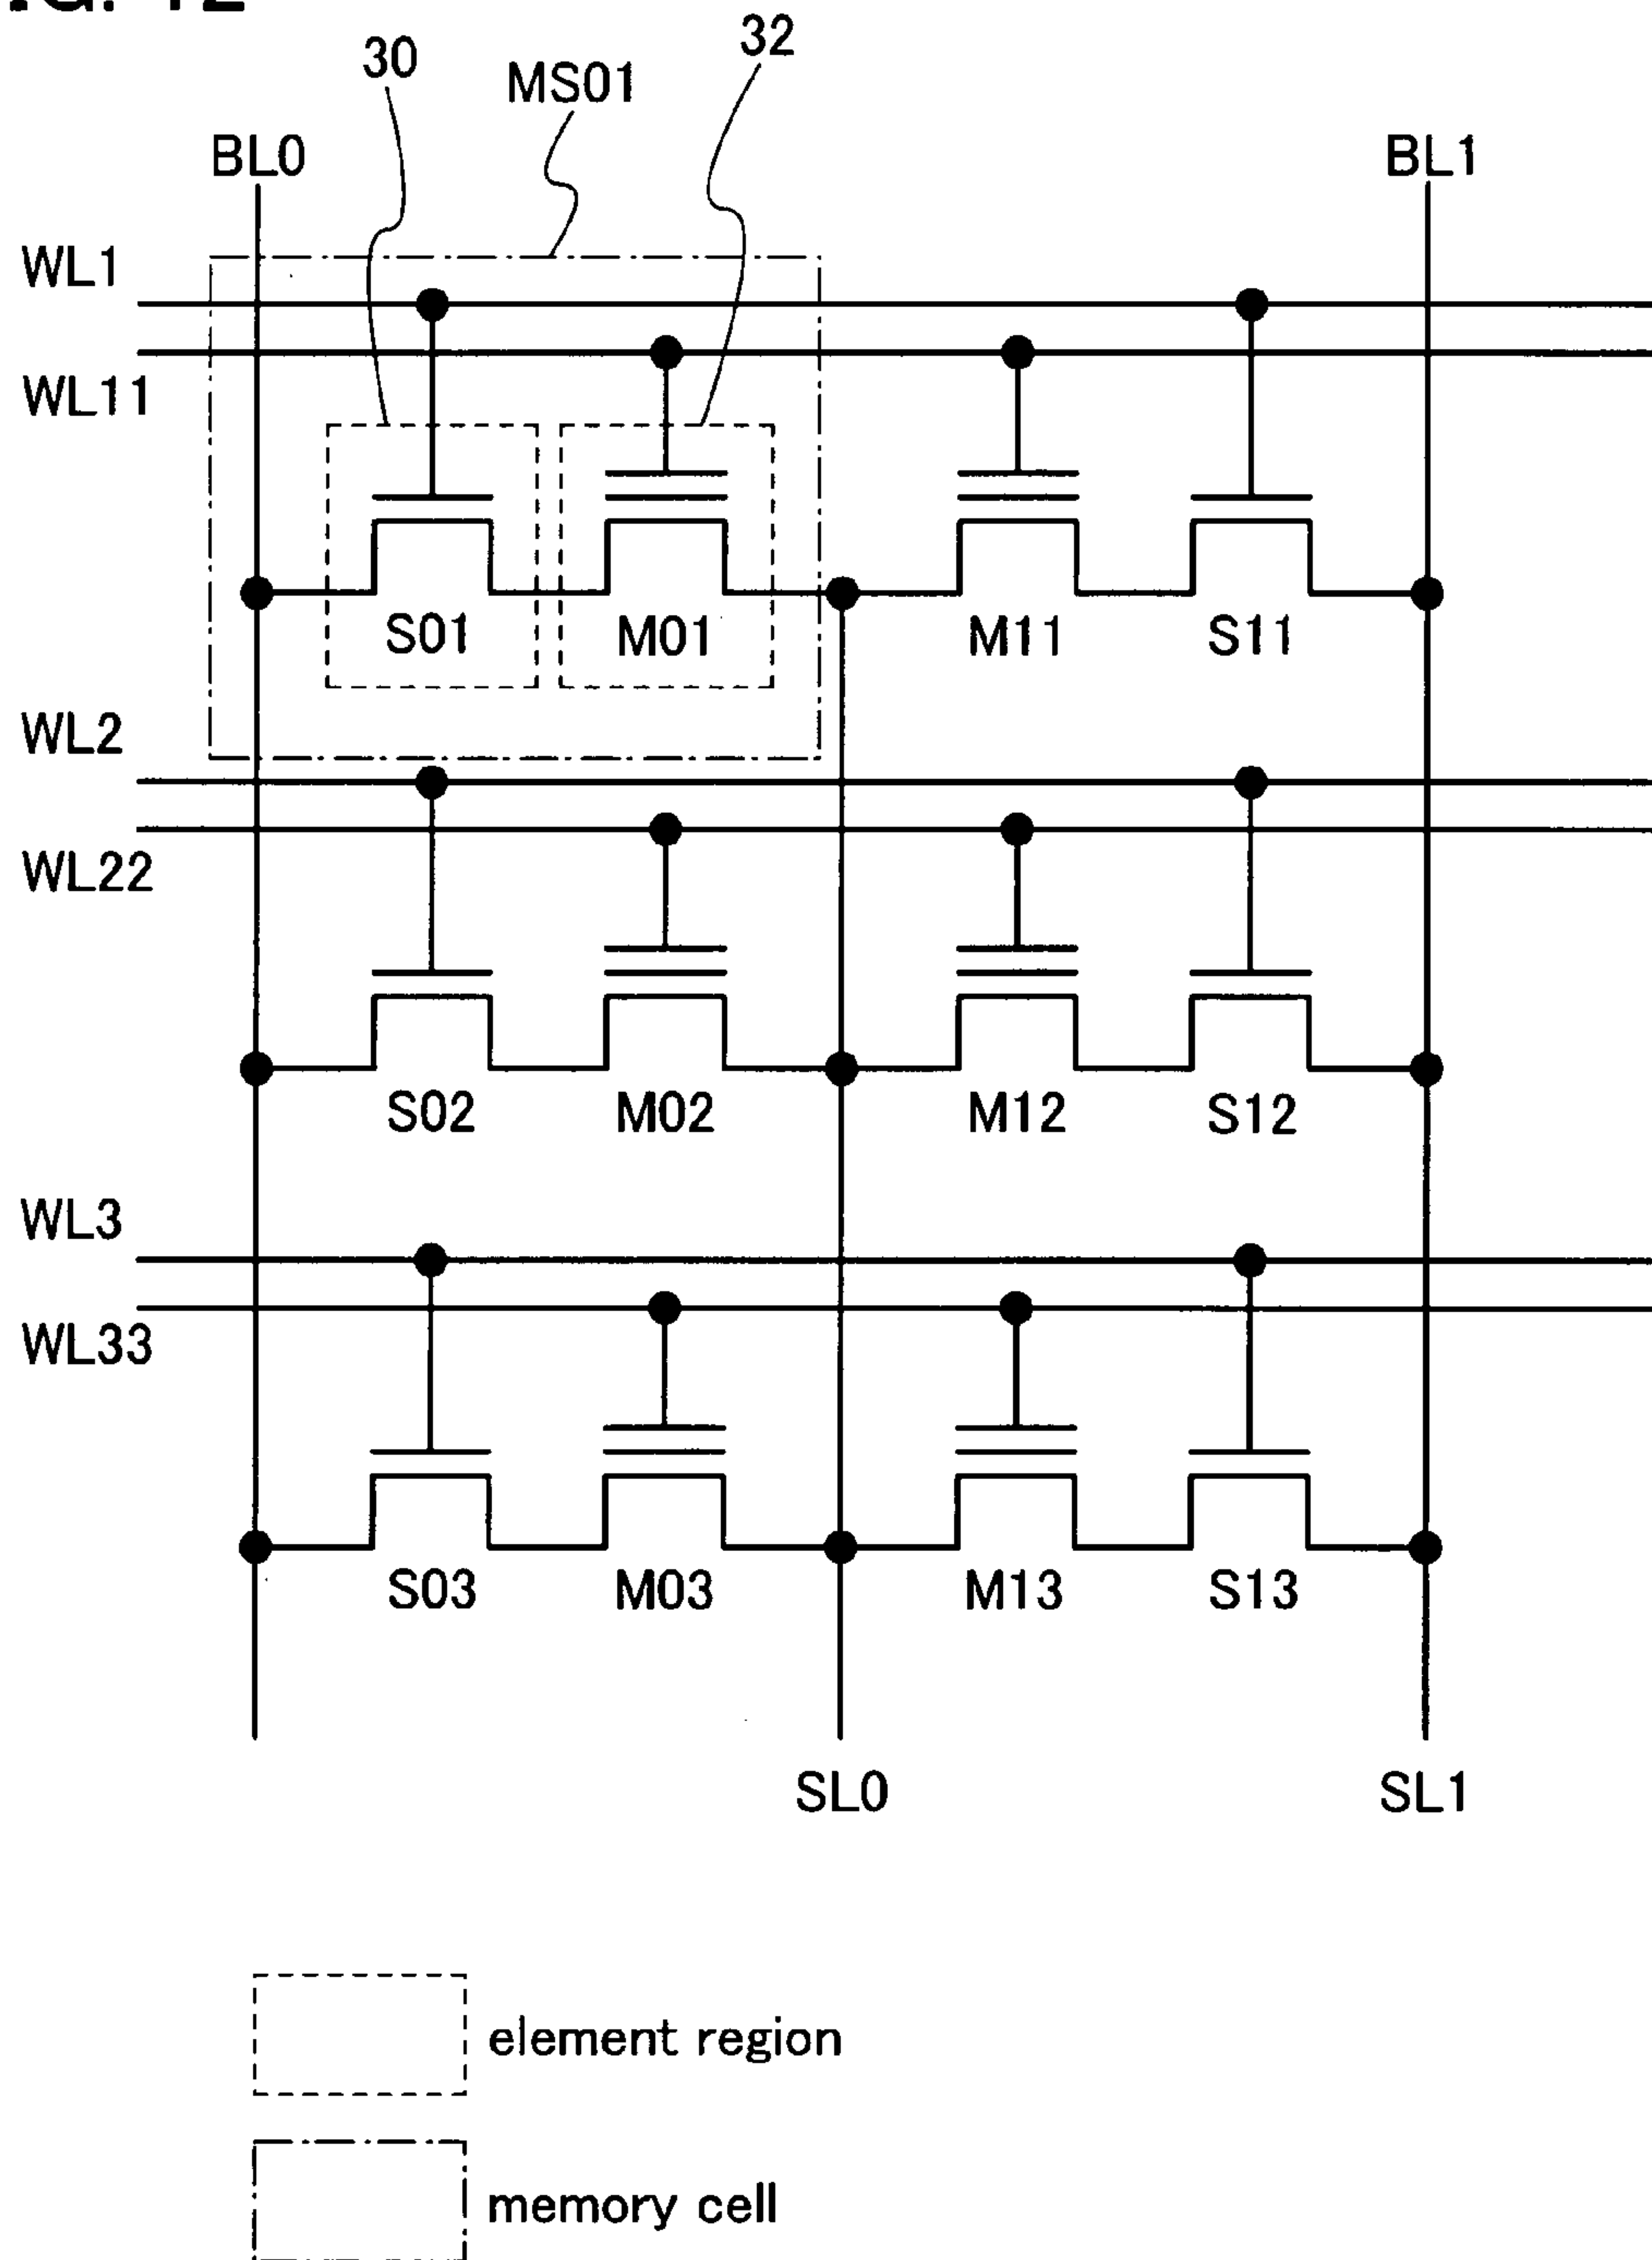 30
MS01
32
BL0
BL1
WL1
WL11
S01
M01
M11
S11
WL2
WL22
S02
M02
M12
S12
WL3
WL33
S03
M03
M13
S13
SL0
SL1
element region
memory cell